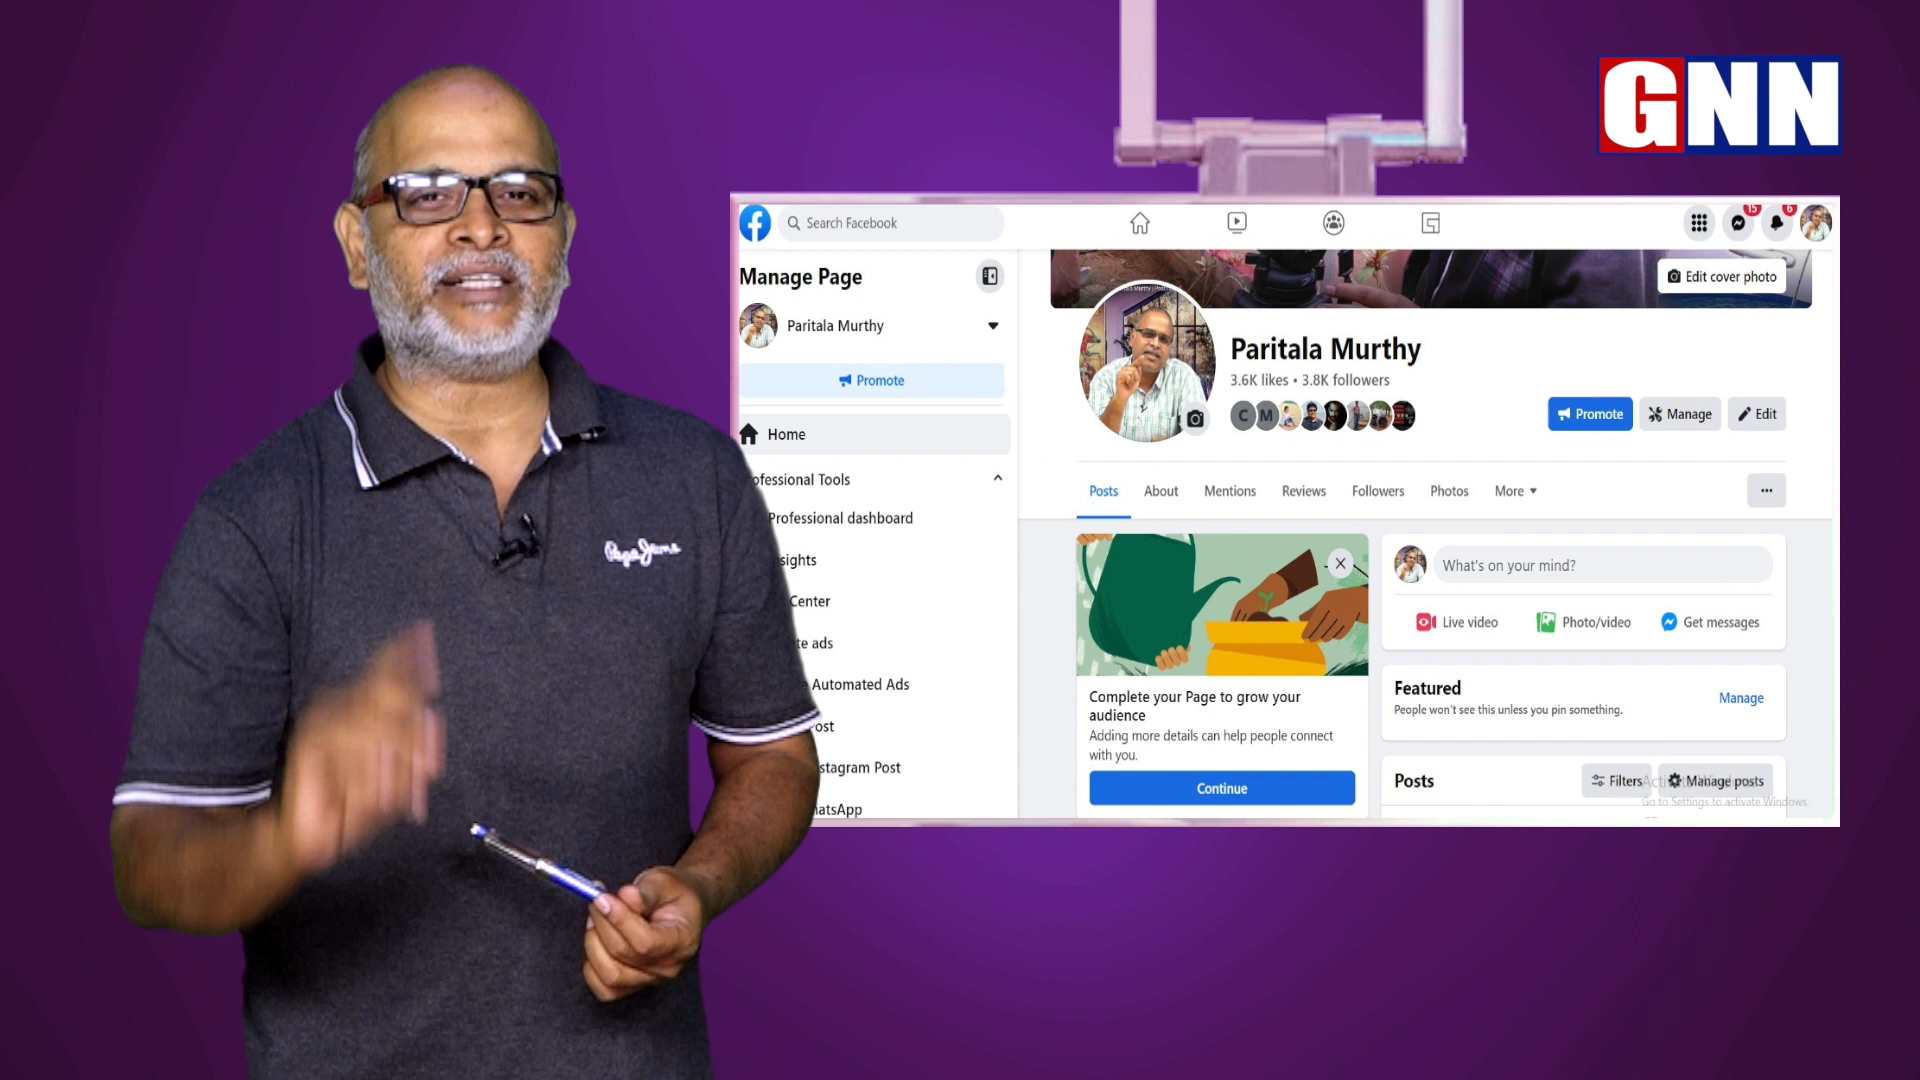 GNN
Search Facebook
15
6
Manage Page
Paritala Murthy
Promote
Home
ofessional Tools
Professional dashboard
sights
Center
te ads
Automated Ads
ost
stagram Post
hatsApp
Edit cover photo
Paritala Murthy
3.6K likes • 3.8K followers
C M
Promote
Manage
Edit
Posts
About
Mentions
Reviews
Followers
Photos
More
Complete your Page to grow your
audience
Adding more details can help people connect
with you.
Continue
What's on your mind?
Live video
Photo/video
Get messages
Featured
Manage
People won't see this unless you pin something.
Posts
Filters
Manage posts
Go to Settings to activate Windows.
Pepe Jeans